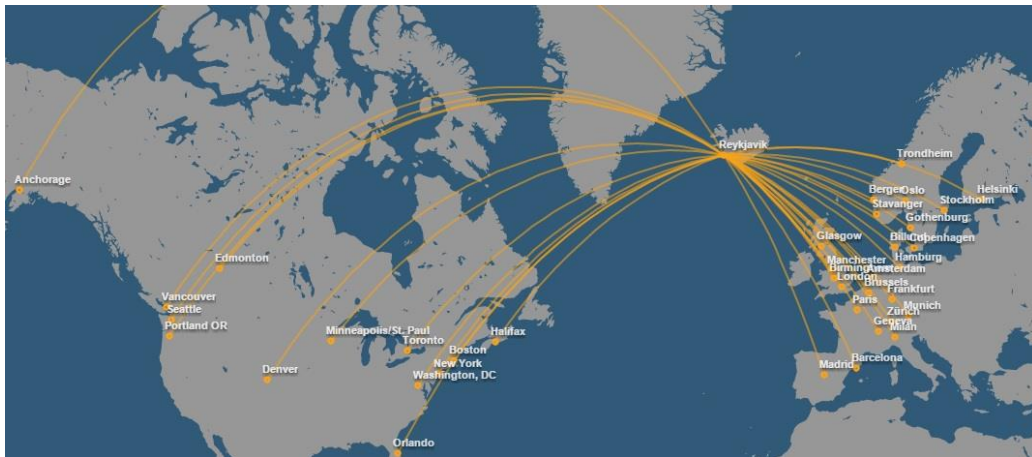 Reykjavik
Trondheim
Anchorage
Bergen
Oslo
Helsinki
Stavanger
Stockholm
Gothenburg
Glasgow
Billund
Copenhagen
Edmonton
Manchester
Hamburg
Birmingham
Amsterdam
London
Brussels
Vancouver
Frankfurt
Seattle
Paris
Munich
Zürich
Portland OR
Geneva
Minneapolis/St. Paul
Halifax
Milan
Toronto
Boston
Barcelona
New York
Madrid
Denver
Washington, DC
Orlando